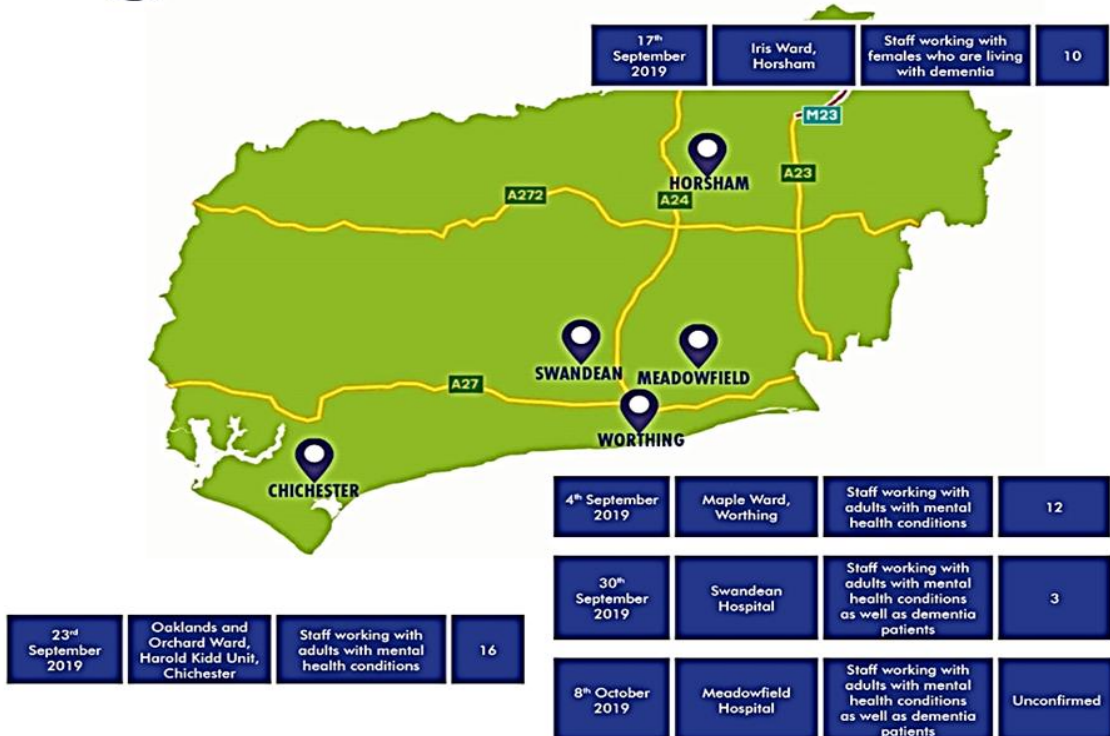 17th
September
2019
Iris Ward,
Horsham
Staff working with
females who are living
with dementia
10
M23
HORSHAM
A23
A272
A24
SWANDEAN
MEADOWFIELD
A27
WORTHING
CHICHESTER
4th September
2019
Maple Ward,
Worthing
Staff working with
adults with mental
health conditions
12
30th
September
2019
Swandean
Hospital
Staff working with
adults with mental
health conditions
as well as dementia
patients
3
23rd
September
2019
Oaklands and
Orchard Ward,
Harold Kidd Unit,
Chichester
Staff working with
adults with mental
health conditions
16
8th October
2019
Meadowfield
Hospital
Staff working with
adults with mental
health conditions
as well as dementia
patients
Unconfirmed